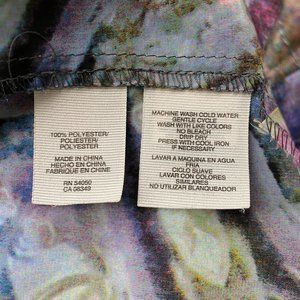 100% POLYESTER/
POLIESTER/
POLYESTER
MADE IN CHINA
HECHO EN CHINA
FABRIQUE EN CHINE
RN 54050
CA 06349
MACHINE WASH COLD WATER
GENTLE CYCLE
WASH WITH LIKE COLORS
NO BLEACH
DRIP DRY
PRESS WITH COOL IRON
IF NECESSARY
LAVAR A MAQUINA EN AGUA
FRIA
CICLO SUAVE
LAVAR CON COLORES
SIMILARES
NO UTILIZAR BLANQUEADOR